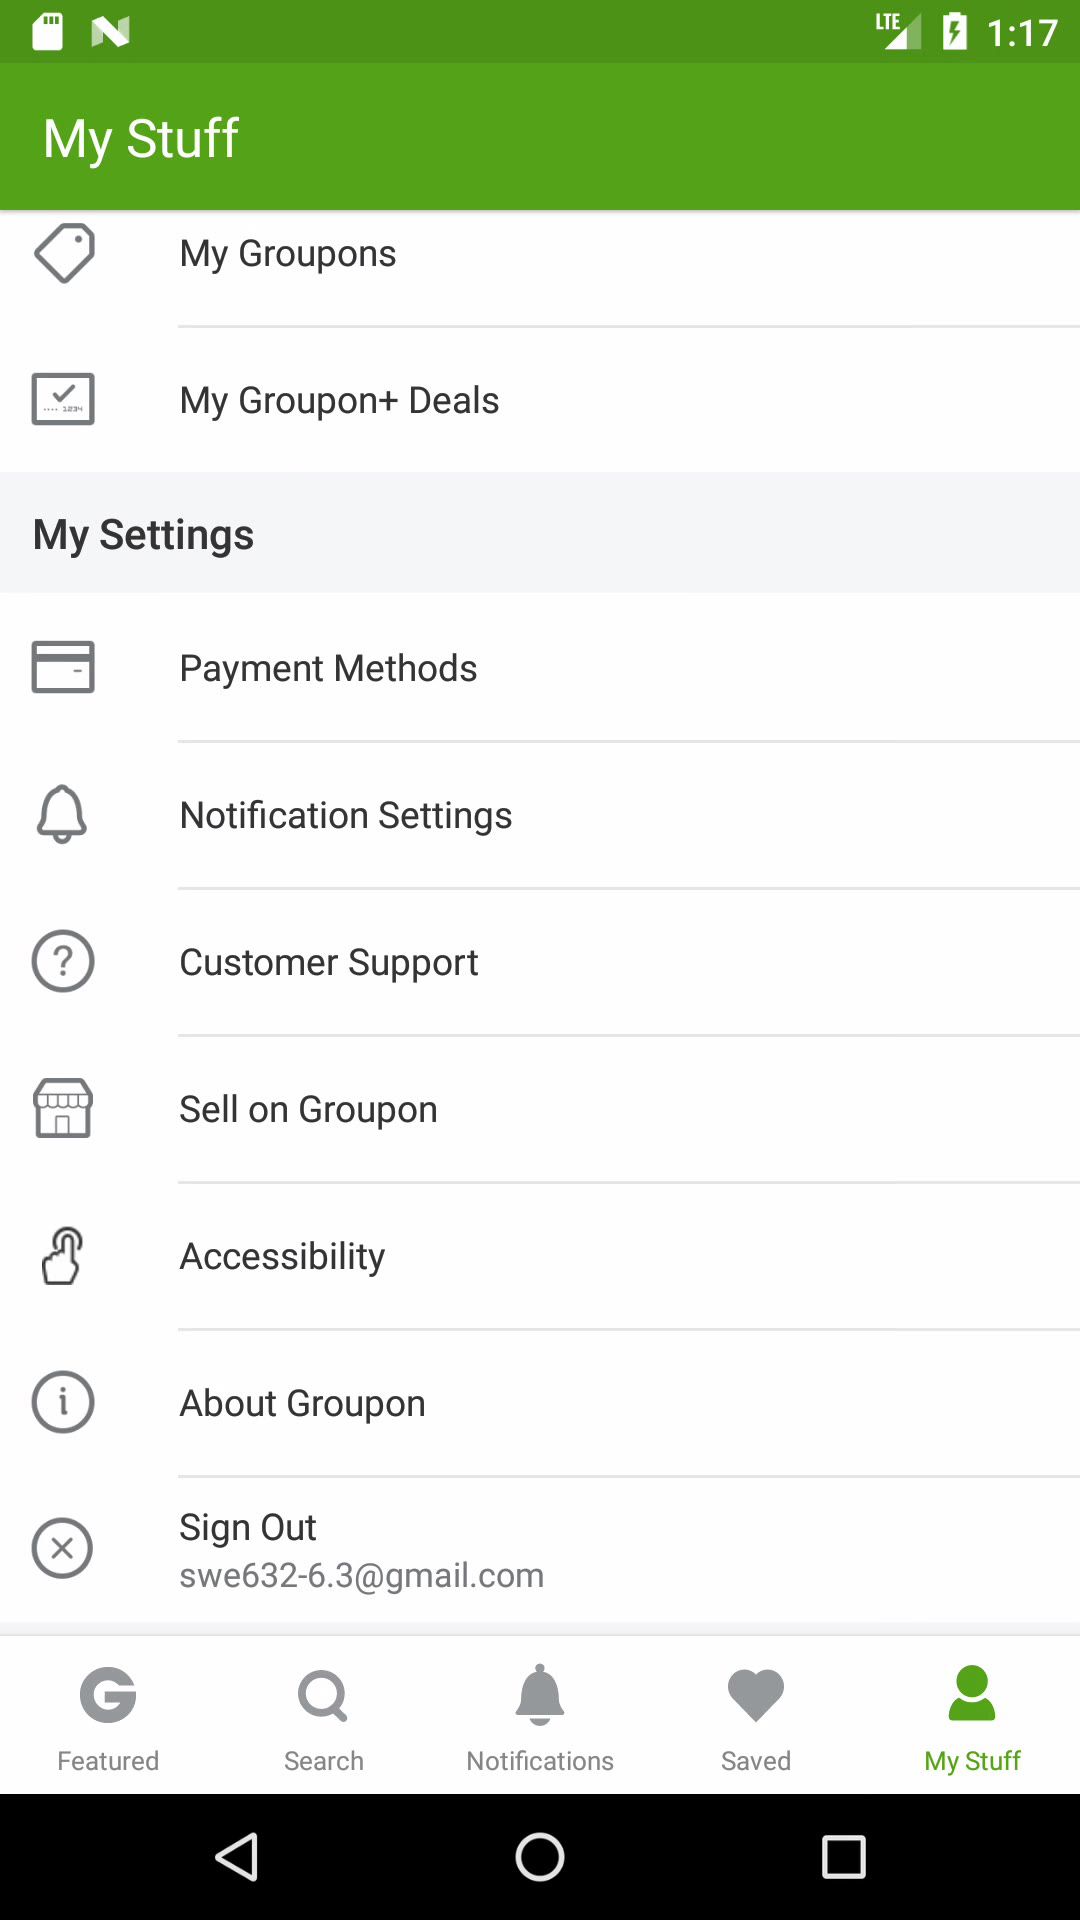 LTE 1:17
My Stuff
My Groupons
1234
My Groupon+ Deals
My Settings
Payment Methods
Notification Settings
? Customer Support
Sell on Groupon
Accessibility
i About Groupon
Sign Out
swe632-6.3@gmail.com
Featured Search Notifications Saved My Stuff